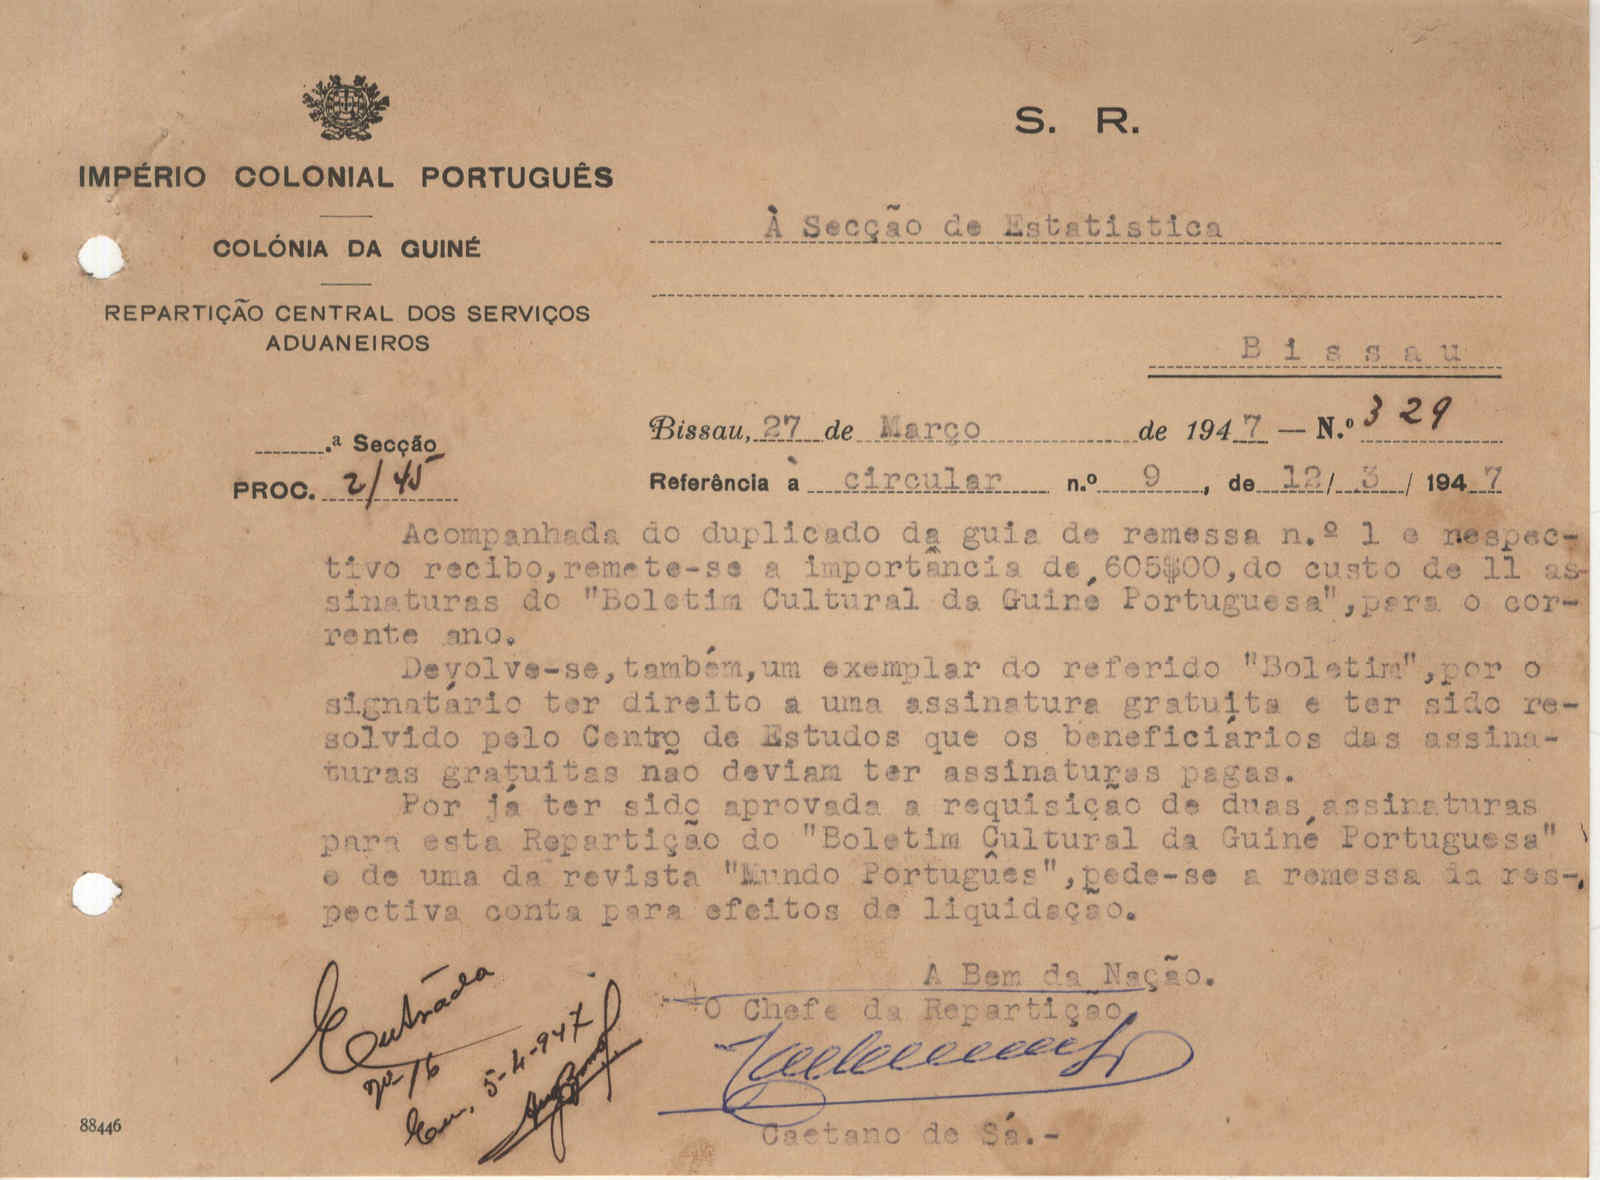 IMPÉRIO COLONIAL PORTUGUÊS
COLÓNIA DA GUINÉ
REPARTIÇÃO CENTRAL DOS SERVIÇOS
ADUANEIROS
.ª Secção
PROC. 2/45
S. R.
À Secção de Estatistica
Bissau
Bissau, 27 de Março de 1947 — N.º 329
Referência à circular n.º 9, de 12/ 3/ 1947
Acompanhada do duplicado da guia de remessa n.º 1 e respec-
tivo recibo,remete-se a importância de 605$00,do custo de 11 as-
sinaturas do "Boletim Cultural da Guiné Portuguesa",para o cor-
rente ano.
Devolve-se,também,um exemplar do referido "Boletim",por o
signatário ter direito a uma assinatura gratuita e ter sido re-
solvido pelo Centro de Estudos que os beneficiários das assina-
turas gratuitas não deviam ter assinaturas pagas.
Por já ter sido aprovada a requisição de duas assinaturas
para esta Repartição do "Boletim Cultural da Guiné Portuguesa"
e de uma da revista "Mundo Português",pede-se a remessa da res-
pectiva conta para efeitos de liquidação.
A Bem da Nação.
O Chefe da Repartição
Caetano de Sá.-
Entrada
nº 16
Em, 5-4-947
88446